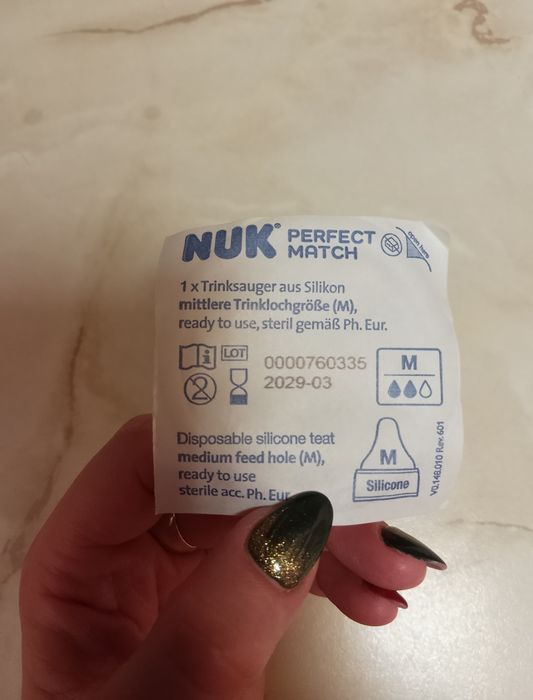 NUK® PERFECT MATCH
open here
1 x Trinksauger aus Silikon
mittlere Trinklochgröße (M),
ready to use, steril gemäß Ph. Eur.
LOT 0000760335
2 2029-03
M
Disposable silicone teat
medium feed hole (M),
ready to use
sterile acc. Ph. Eur.
M
Silicone
V0.148.010 Rev. 601